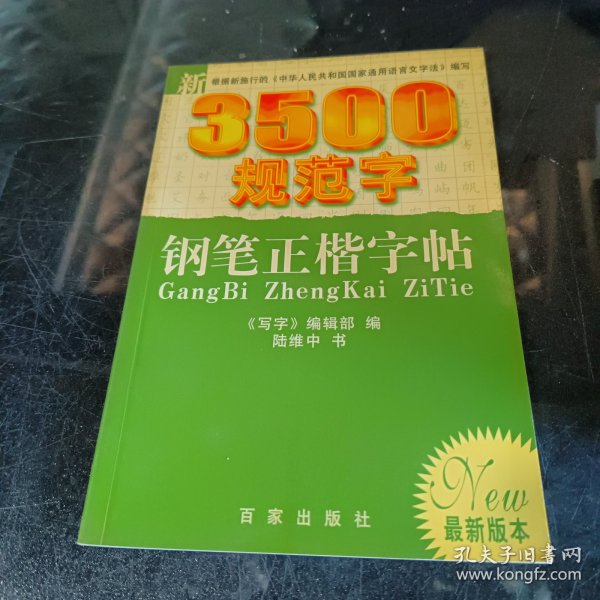 新
根据新施行的《中华人民共和国国家通用语言文字法》编写
3500
规范字
钢笔正楷字帖
GangBi ZhengKai ZiTie
《写字》编辑部 编
陆维中 书
New
最新版本
百家出版社
孔夫子旧书网
www.kongfz.com